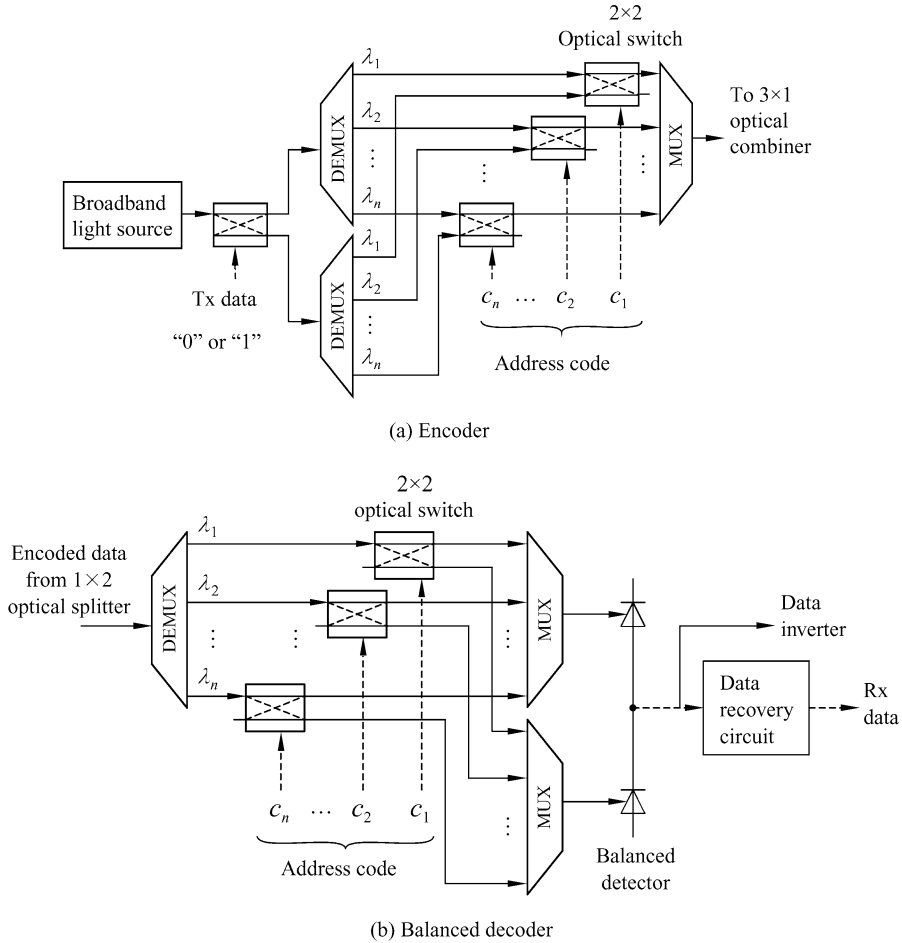 2×2
Optical switch
λ1
λ2
⋯
λn
DEMUX
MUX
To 3×1
optical
combiner
Broadband
light source
λ1
λ2
⋯
λn
DEMUX
Tx data
“0” or “1”
cn ⋯ c2 c1
Address code
(a) Encoder
2×2
optical switch
Encoded data
from 1×2
optical splitter
DEMUX
λ1
λ2
λn
MUX
MUX
Data
inverter
Data
recovery
circuit
Rx
data
cn ⋯ c2 c1
Address code
Balanced
detector
(b) Balanced decoder